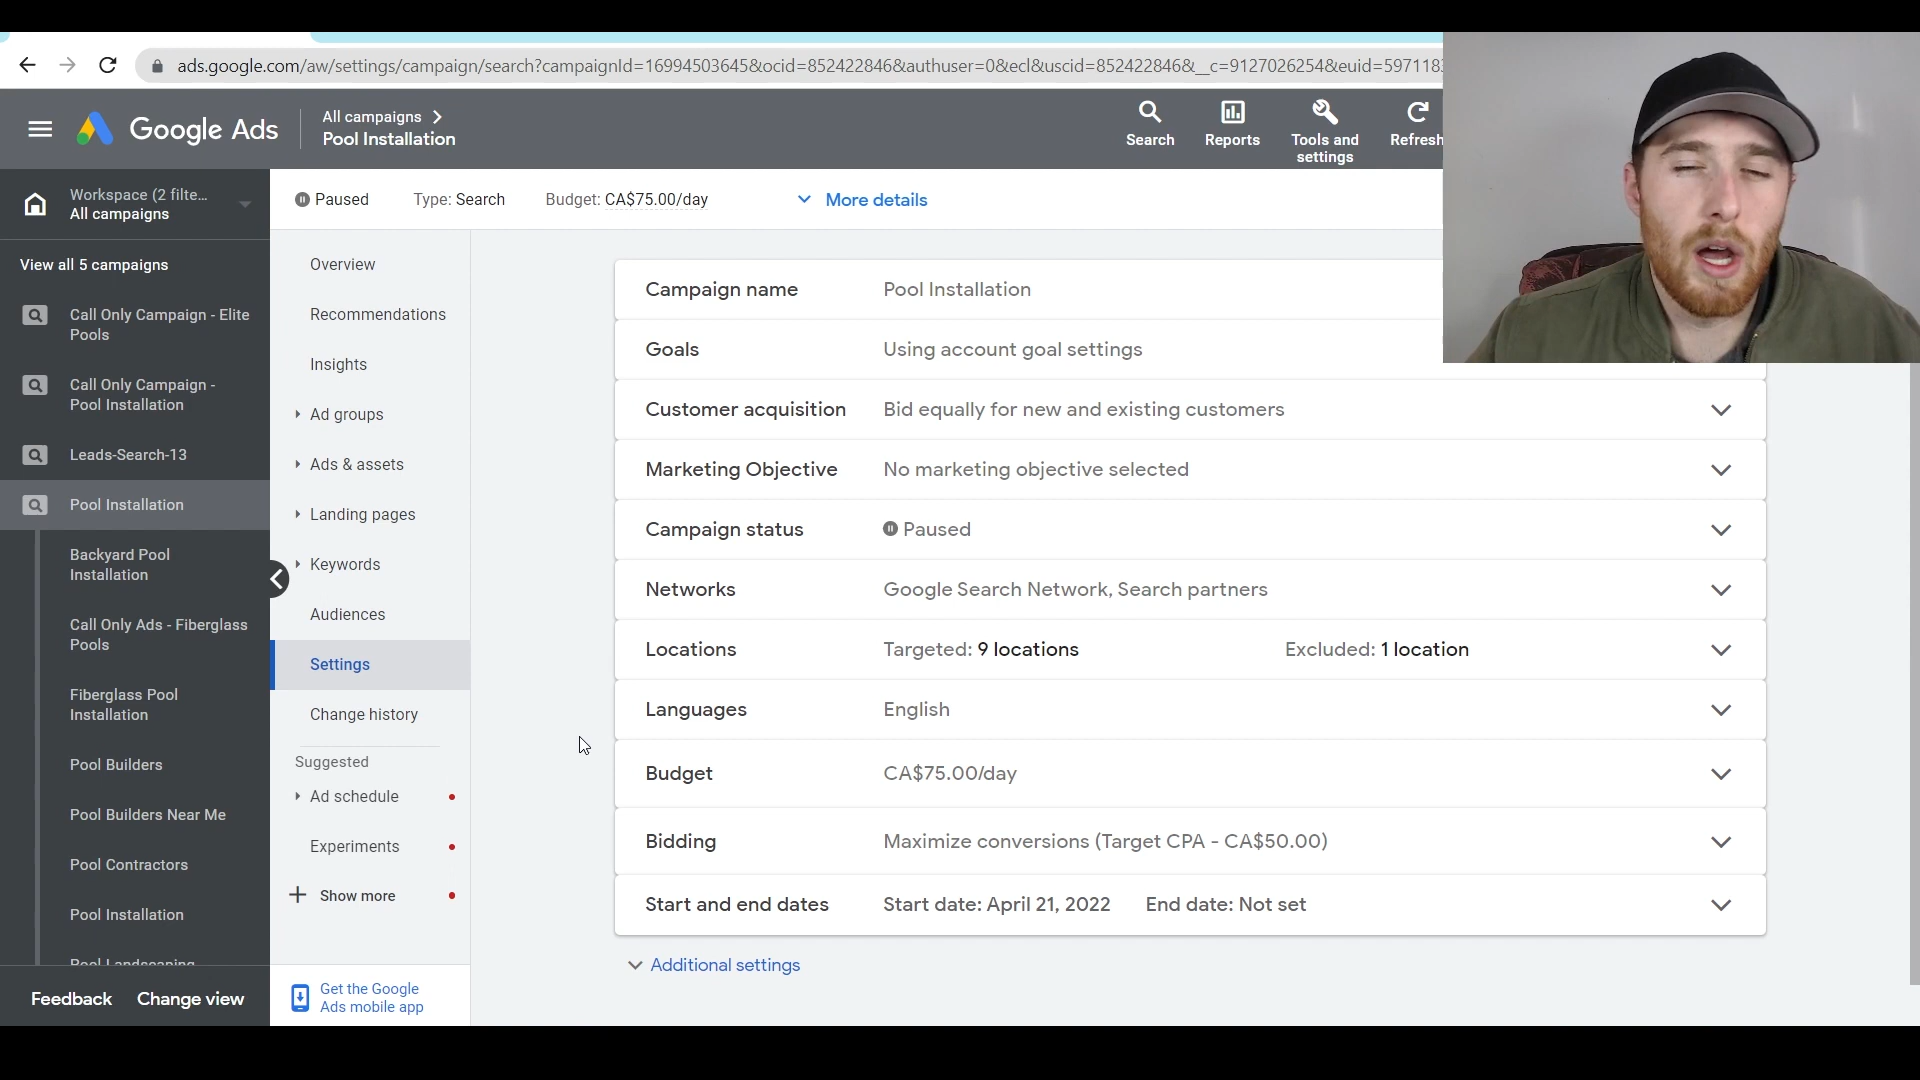 ads.google.com/aw/settings/campaign/search?campaignId=16994503645&ocid=852422846&authuser=0&ecl&uscid=852422846&__c=9127026254&euid=597118
Google Ads
All campaigns
Pool Installation
Search
Reports
Tools and
settings
Refresh
Workspace (2 filte...
All campaigns
Paused
Type: Search
Budget: CA$75.00/day
More details
View all 5 campaigns
Call Only Campaign - Elite
Pools
Call Only Campaign -
Pool Installation
Leads-Search-13
Pool Installation
Backyard Pool
Installation
Call Only Ads - Fiberglass
Pools
Fiberglass Pool
Installation
Pool Builders
Pool Builders Near Me
Pool Contractors
Pool Installation
Pool Landscaping
Feedback
Change view
Overview
Recommendations
Insights
Ad groups
Ads & assets
Landing pages
Keywords
Audiences
Settings
Change history
Suggested
Ad schedule
Experiments
Show more
Get the Google
Ads mobile app
Campaign name Pool Installation
Goals Using account goal settings
Customer acquisition Bid equally for new and existing customers
Marketing Objective No marketing objective selected
Campaign status Paused
Networks Google Search Network, Search partners
Locations Targeted: 9 locations Excluded: 1 location
Languages English
Budget CA$75.00/day
Bidding Maximize conversions (Target CPA - CA$50.00)
Start and end dates Start date: April 21, 2022 End date: Not set
Additional settings